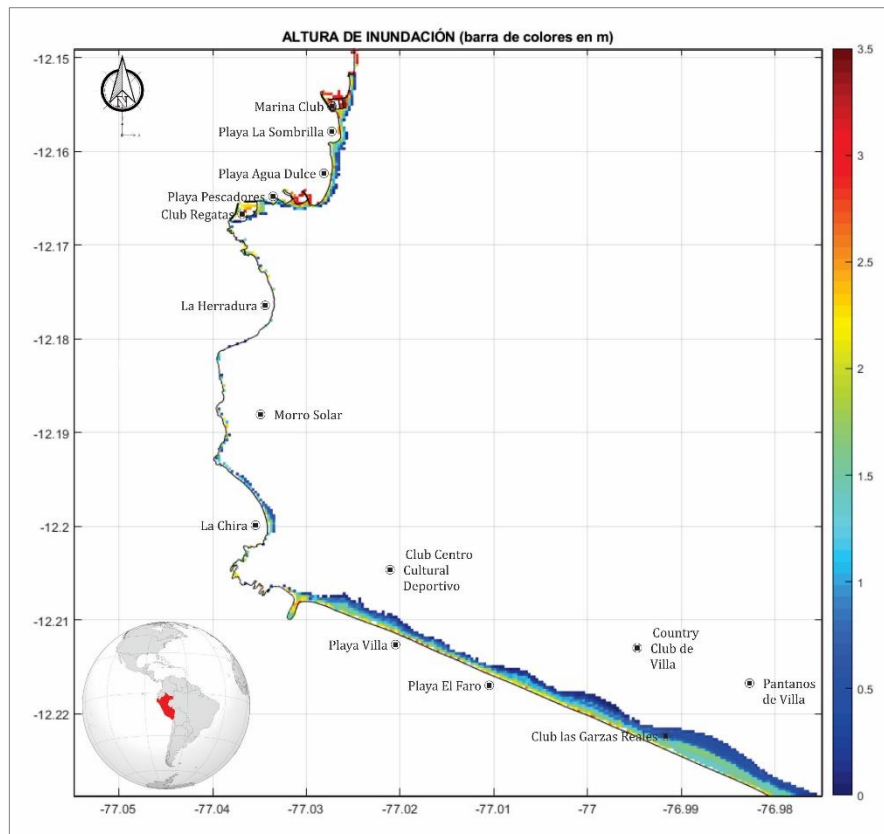 ALTURA DE INUNDACIÓN (barra de colores en m)
-12.15
-12.16
-12.17
-12.18
-12.19
-12.2
-12.21
-12.22
N
Marina Club
Playa La Sombrilla
Playa Agua Dulce
Playa Pescadores
Club Regatas
La Herradura
Morro Solar
La Chira
Club Centro
Cultural
Deportivo
Playa Villa
Country
Club de
Villa
Playa El Faro
Pantanos
de Villa
Club las Garzas Reales
-77.05
-77.04
-77.03
-77.02
-77.01
-77
-76.99
-76.98
3.5
3
2.5
2
1.5
1
0.5
0